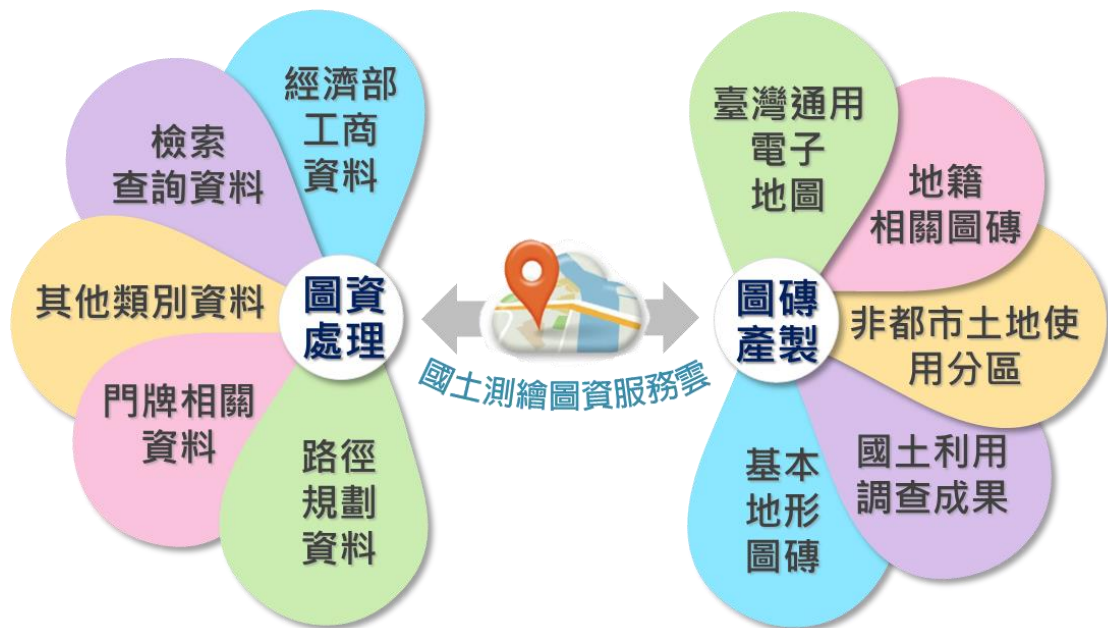 經濟部
工商
資料
檢索
查詢資料
其他類別資料
門牌相關
資料
路徑
規劃
資料
圖資
處理
國土測繪圖資服務雲
圖磚
產製
臺灣通用
電子
地圖
地籍
相關圖磚
非都市土地使
用分區
國土利用
調查成果
基本
地形
圖磚